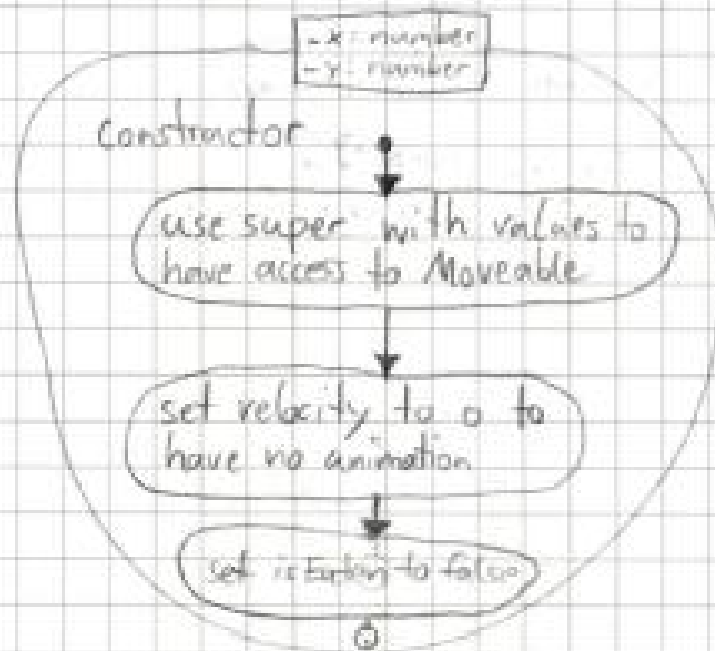 - x: number
- y: number
Constructor
use super with values to
have access to Moveable
set velocity to 0 to
have no animation
set isEaten to false